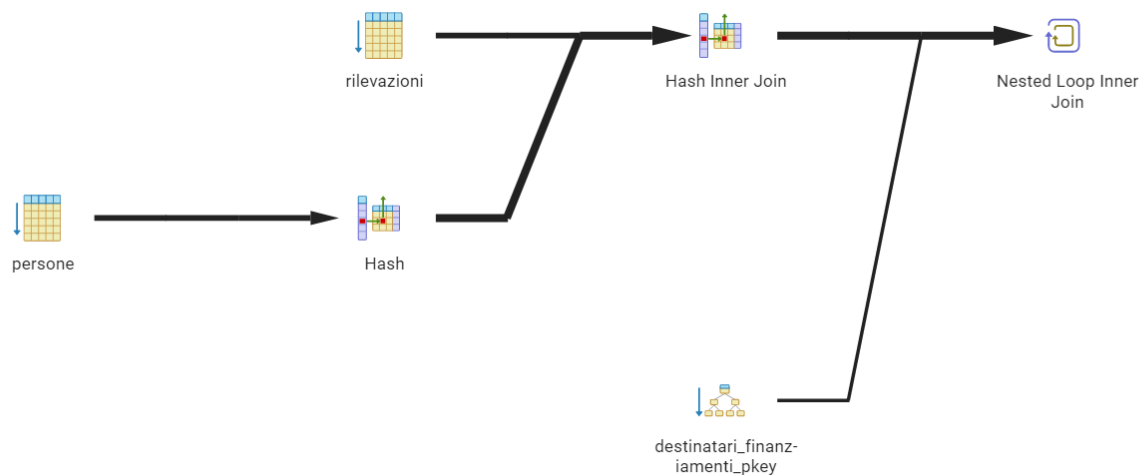 rilevazioni
Hash Inner Join
Nested Loop Inner
Join
persone
Hash
destinatari_finanz-
iamenti_pkey